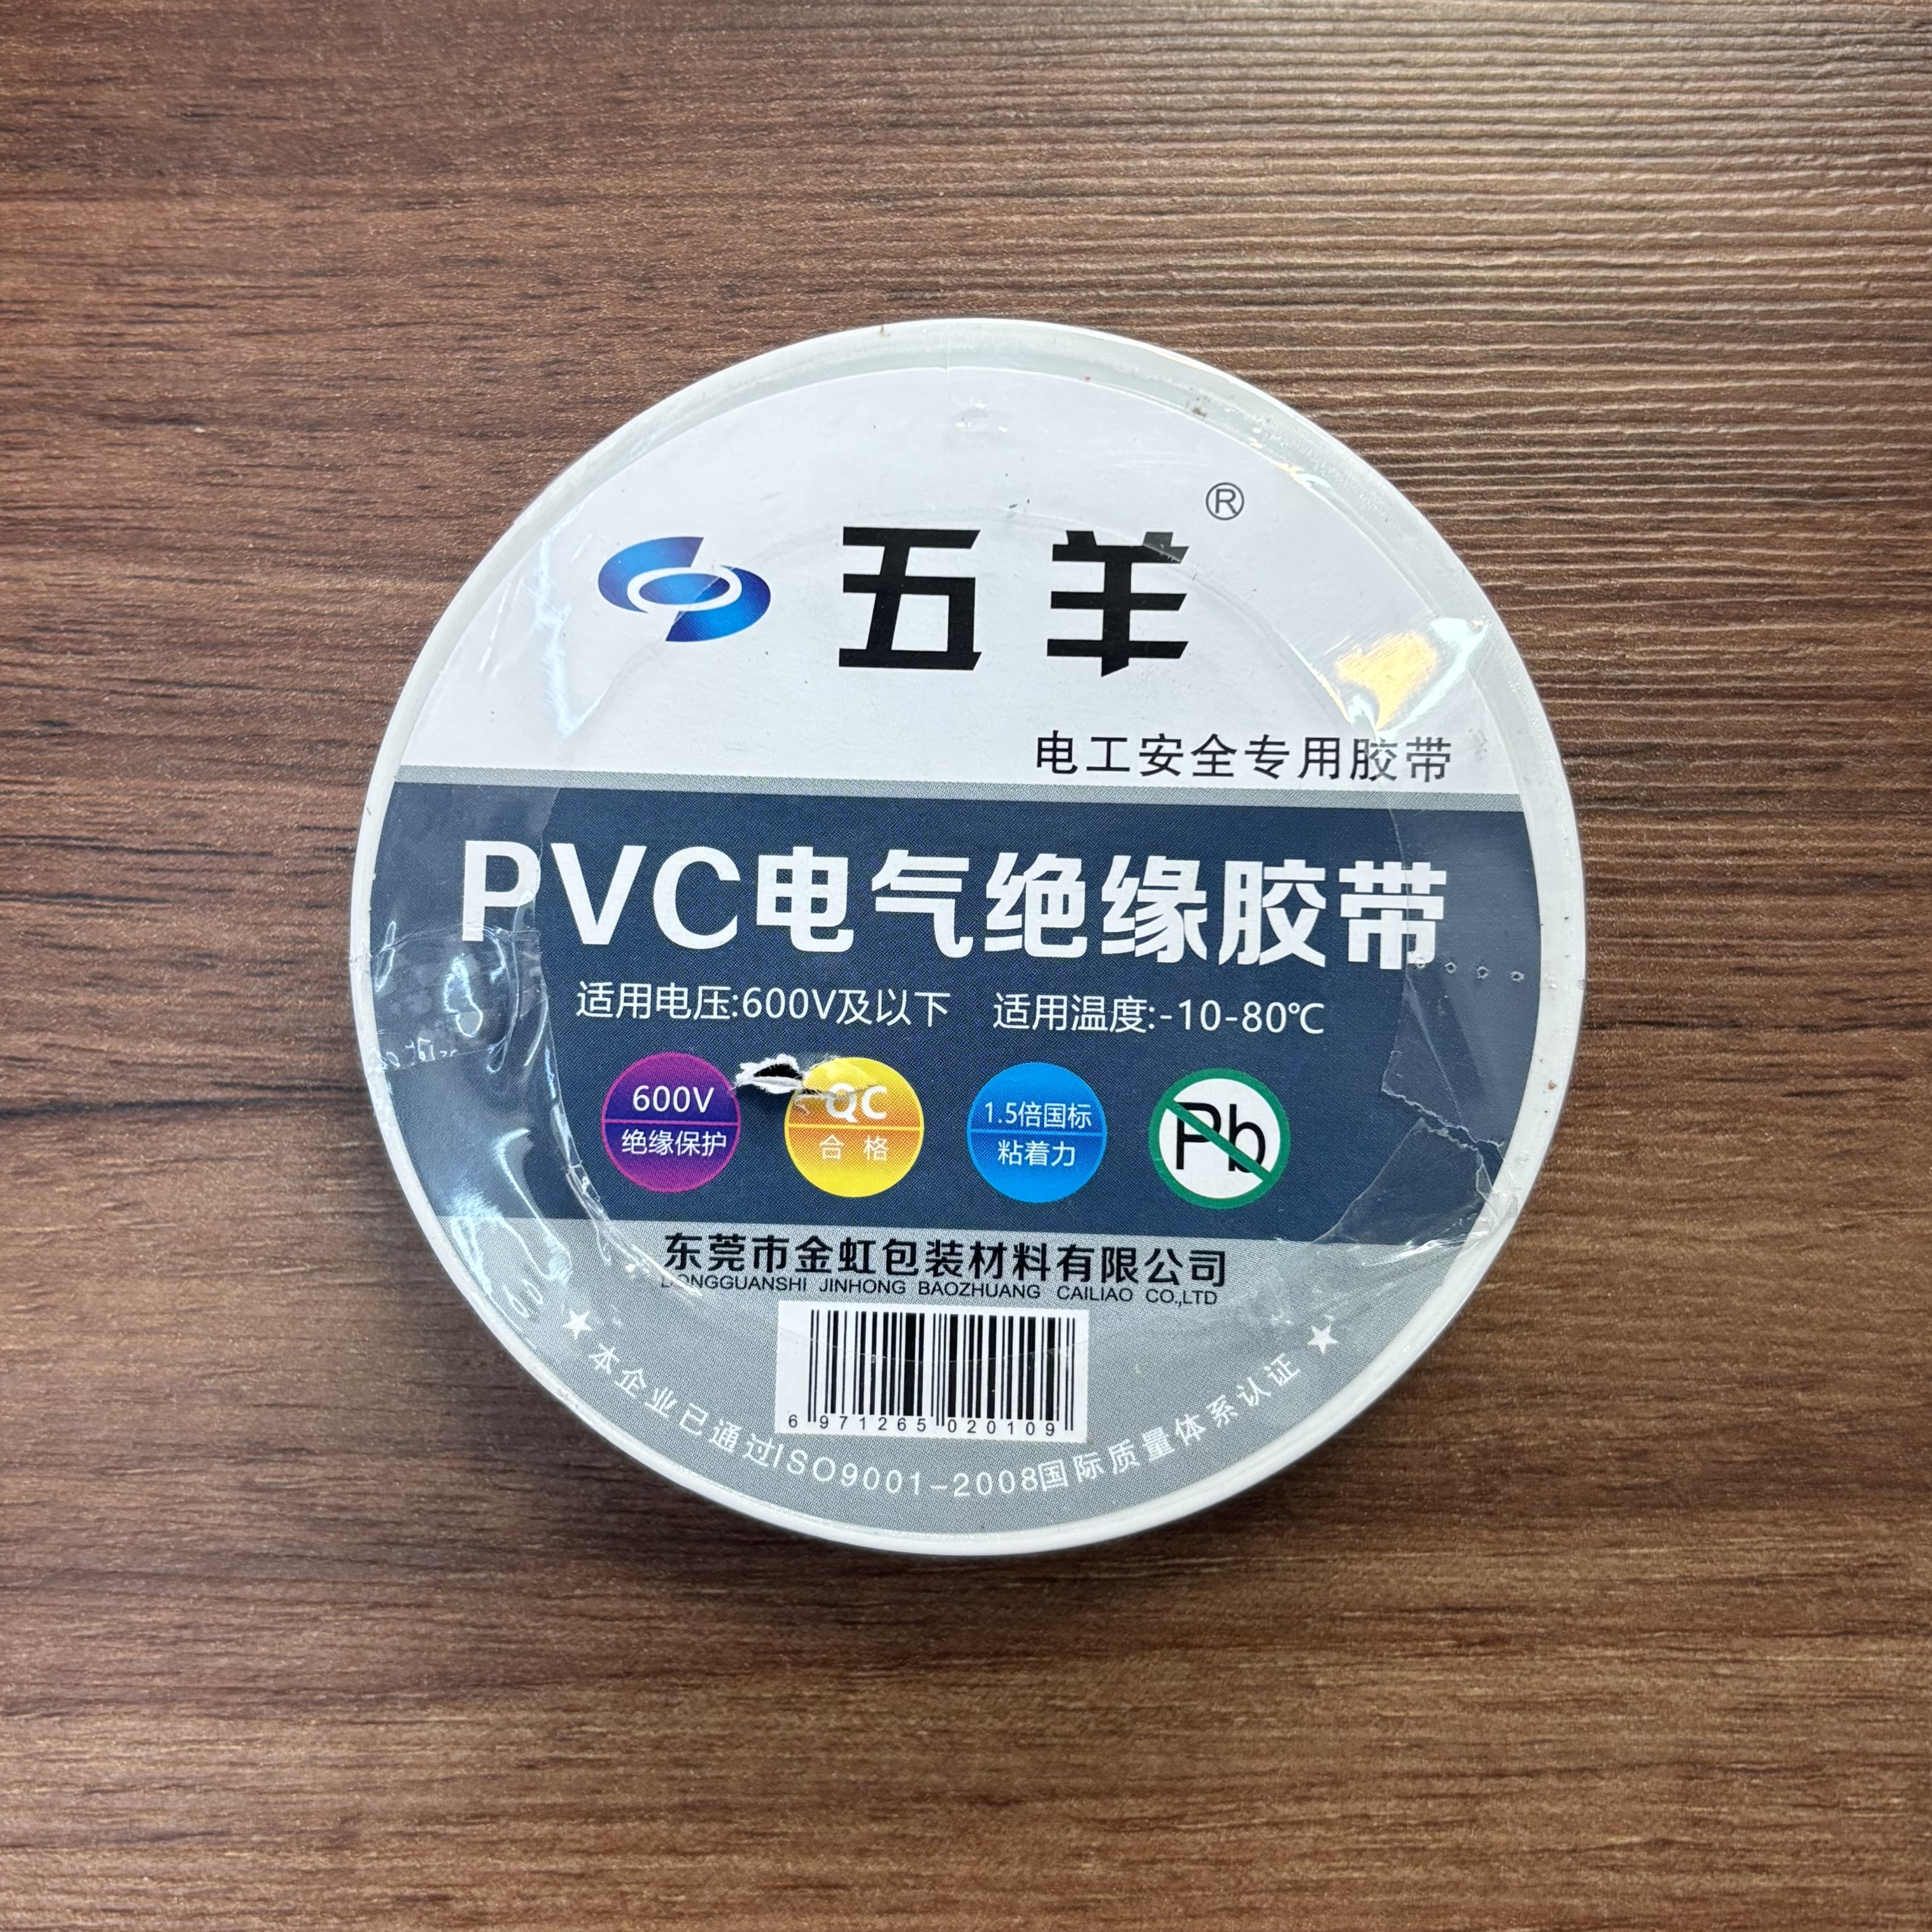 五羊®
电工安全专用胶带
PVC电气绝缘胶带
适用电压:600V及以下 适用温度:-10-80℃
600V
绝缘保护
QC
合格
1.5倍国标
粘着力
Pb
东莞市金虹包装材料有限公司
DONGGUANSHI JINHONG BAOZHUANG CAILIAO CO.,LTD
6 971265 020109
★本企业已通过ISO9001-2008国际质量体系认证★